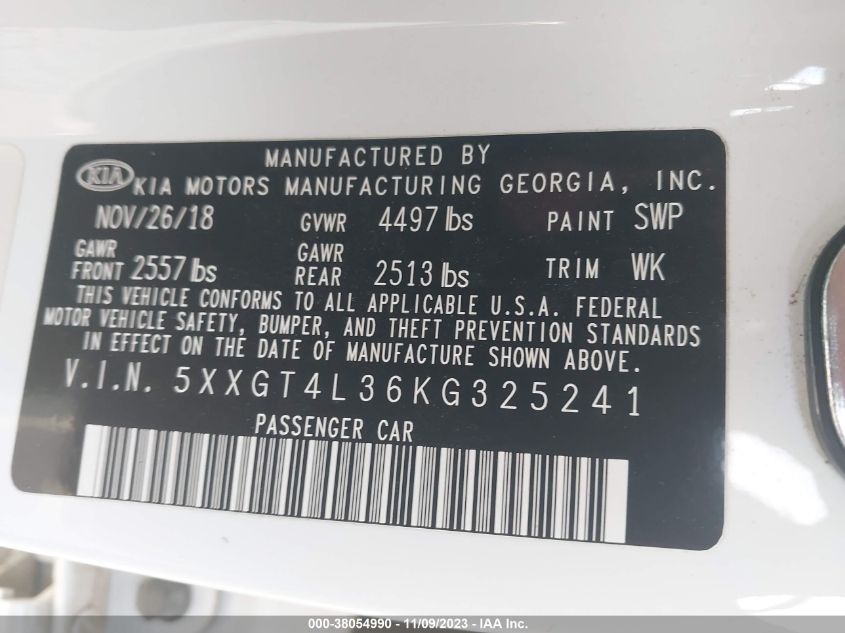 MANUFACTURED BY
KIA KIA MOTORS MANUFACTURING GEORGIA, INC.
NOV/26/18 GVWR 4497 lbs PAINT SWP
GAWR FRONT 2557 lbs GAWR REAR 2513 lbs TRIM WK
THIS VEHICLE CONFORMS TO ALL APPLICABLE U.S.A. FEDERAL
MOTOR VEHICLE SAFETY, BUMPER, AND THEFT PREVENTION STANDARDS
IN EFFECT ON THE DATE OF MANUFACTURE SHOWN ABOVE.
V.I.N. 5XXGT4L36KG325241
PASSENGER CAR
000-38054990 - 11/09/2023 - IAA Inc.